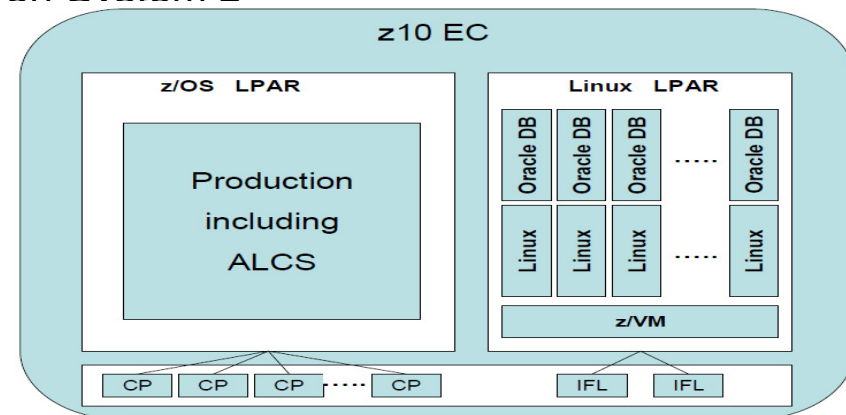 z10 EC
z/OS LPAR
Production
including
ALCS
CP CP CP ..... CP
Linux LPAR
Oracle DB Oracle DB Oracle DB ..... Oracle DB
Linux Linux Linux ..... Linux
z/VM
IFL IFL